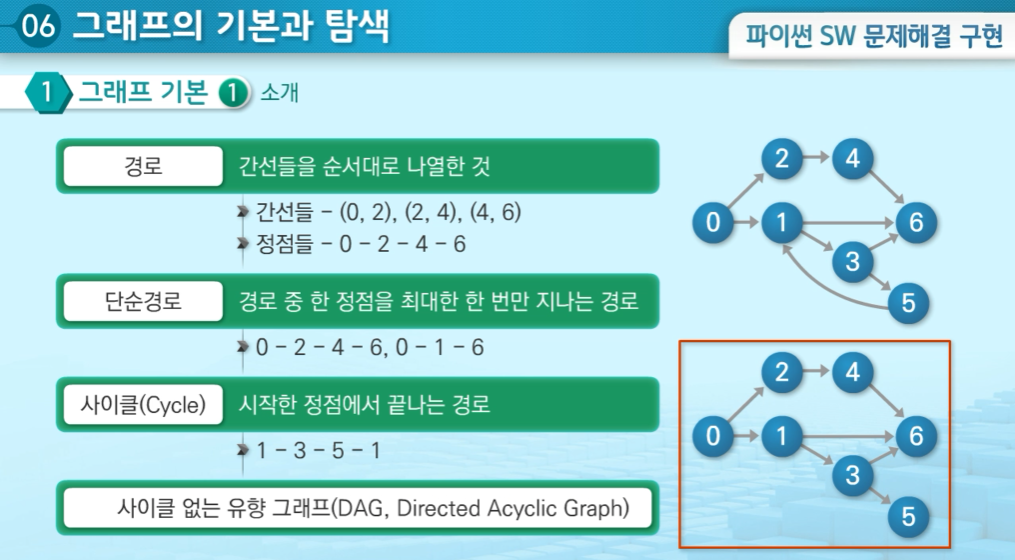 06 그래프의 기본과 탐색
파이썬 SW 문제해결 구현
1 그래프 기본 1 소개
경로 간선들을 순서대로 나열한 것
간선들 – (0, 2), (2, 4), (4, 6)
정점들 – 0 – 2 – 4 – 6
단순경로 경로 중 한 정점을 최대한 한 번만 지나는 경로
0 – 2 – 4 – 6, 0 – 1 – 6
사이클(Cycle) 시작한 정점에서 끝나는 경로
1 – 3 – 5 – 1
사이클 없는 유향 그래프(DAG, Directed Acyclic Graph)
2 4
0 1 6
3
5
2 4
0 1 6
3
5